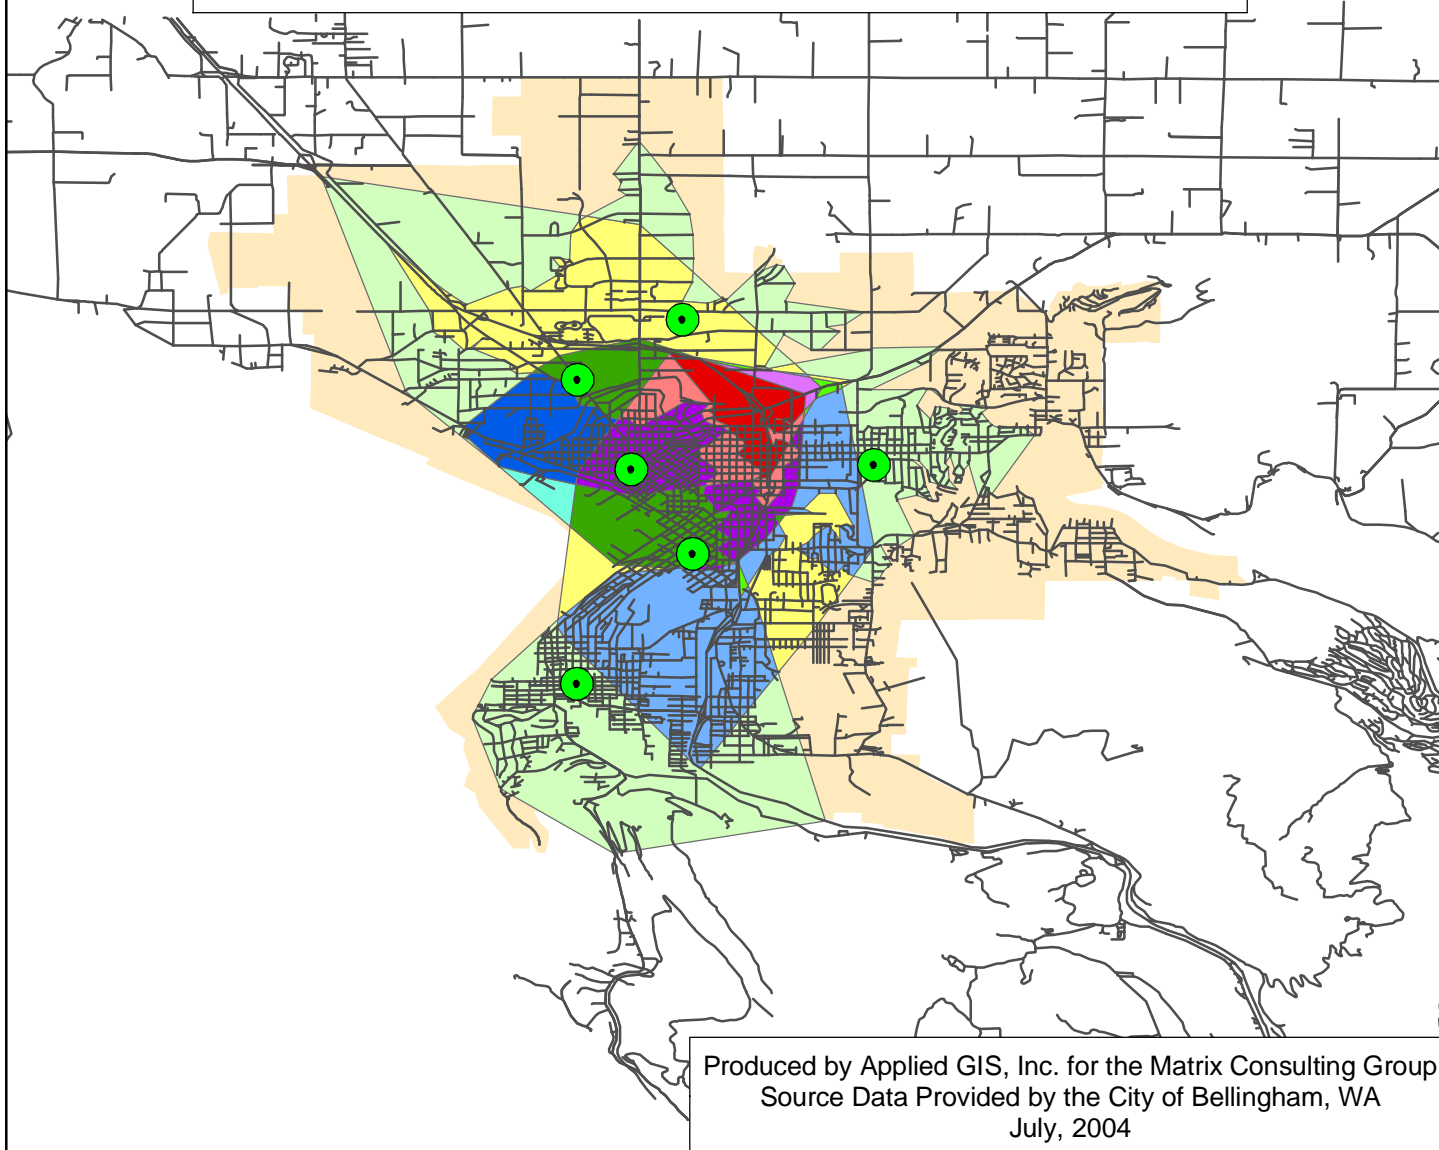 Produced by Applied GIS, Inc. for the Matrix Consulting Group
Source Data Provided by the City of Bellingham, WA
July, 2004